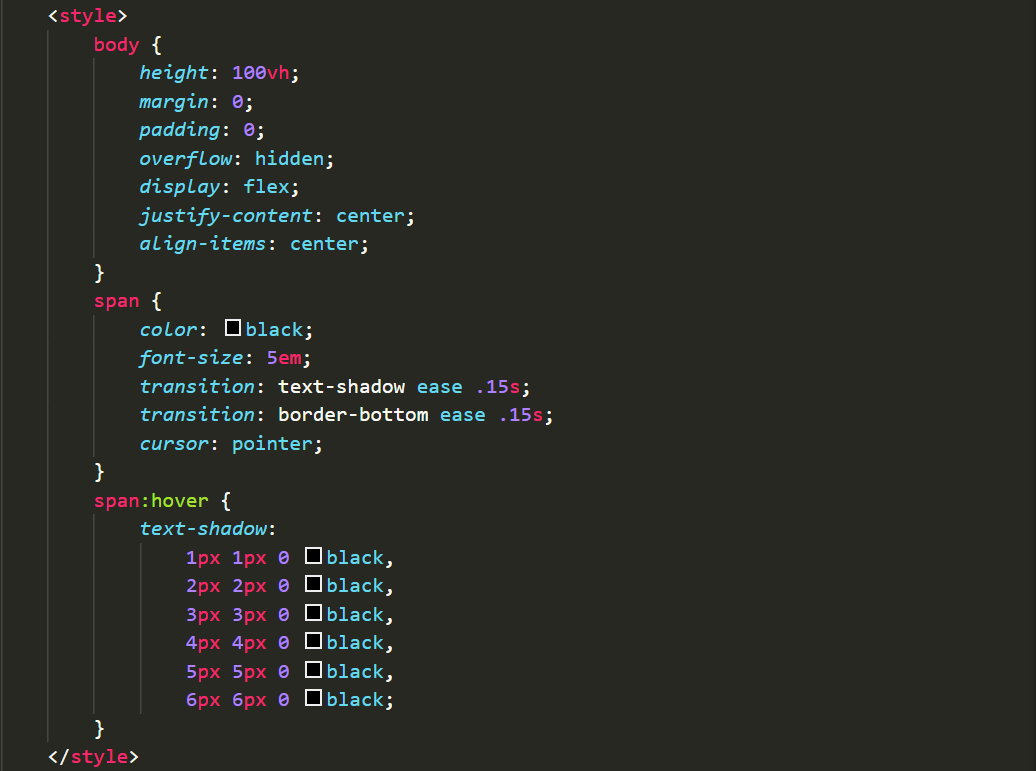 <style>
body {
height: 100vh;
margin: 0;
padding: 0;
overflow: hidden;
display: flex;
justify-content: center;
align-items: center;
}
span {
color: black;
font-size: 5em;
transition: text-shadow ease .15s;
transition: border-bottom ease .15s;
cursor: pointer;
}
span:hover {
text-shadow:
1px 1px 0 black,
2px 2px 0 black,
3px 3px 0 black,
4px 4px 0 black,
5px 5px 0 black,
6px 6px 0 black;
}
</style>